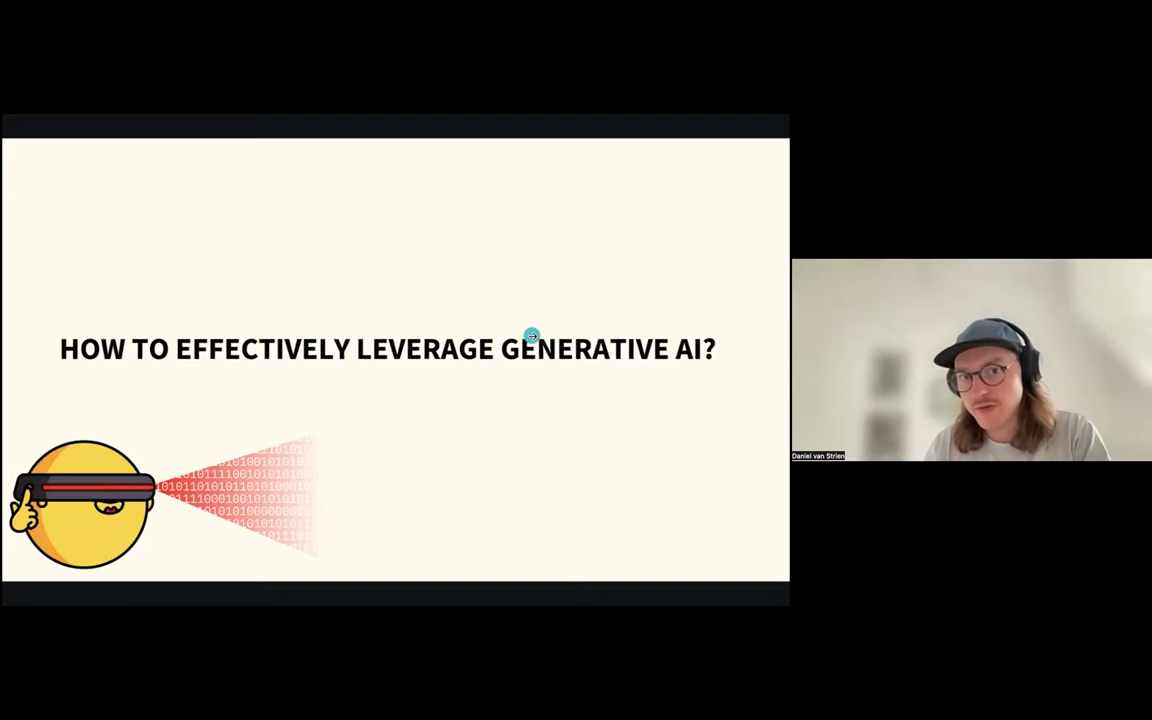 HOW TO EFFECTIVELY LEVERAGE GENERATIVE AI?
Daniel van Strien